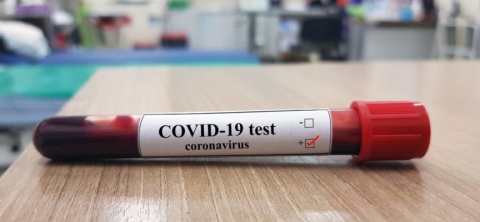 COVID-19 test
coronavirus
-☐
+☑